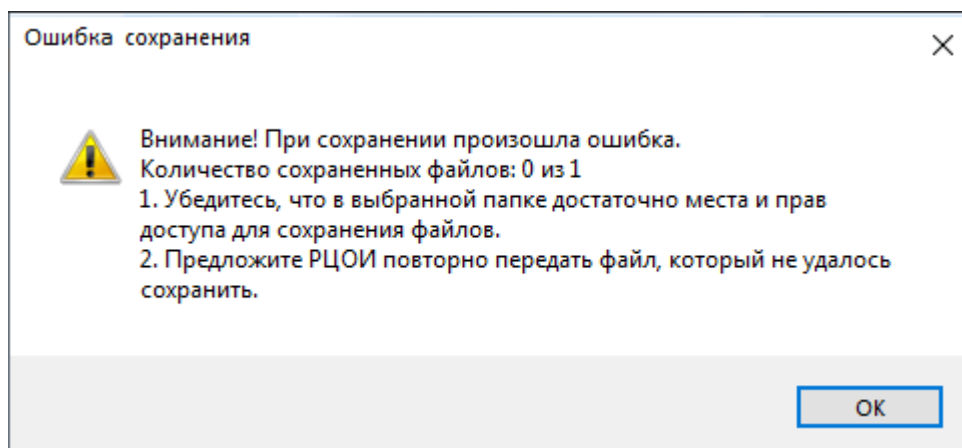 Ошибка сохранения
Внимание! При сохранении произошла ошибка.
Количество сохраненных файлов: 0 из 1
1. Убедитесь, что в выбранной папке достаточно места и прав
доступа для сохранения файлов.
2. Предложите РЦОИ повторно передать файл, который не удалось
сохранить.
ОК